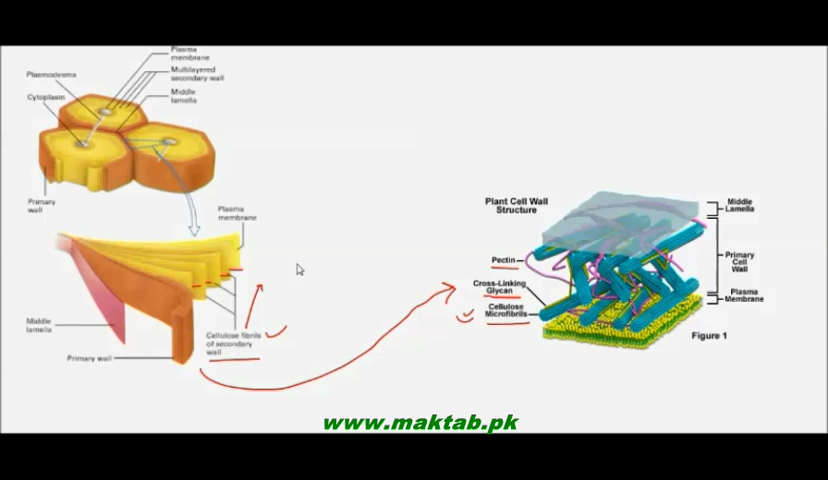 Plasma
membrane
Plasmodesma
Multilayered
secondary wall
Cytoplasm
Middle
lamella
Primary
wall
Plasma
membrane
Middle
lamella
Cellulose fibrils
of secondary
wall
Primary wall
Plant Cell Wall
Structure
Middle
Lamella
Pectin
Primary
Cell
Wall
Cross-Linking
Glycan
Plasma
Membrane
Cellulose
Microfibrils
Figure 1
www.maktab.pk